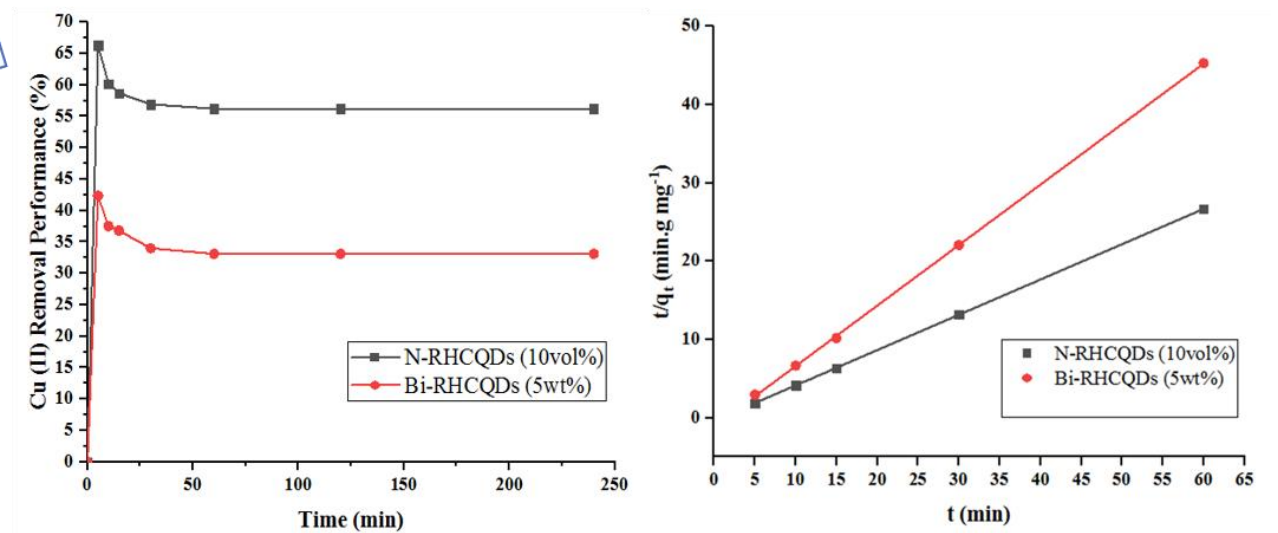 Cu (II) Removal Performance (%)
70
65
60
55
50
45
40
35
30
25
20
15
10
5
0
0 50 100 150 200 250
Time (min)
N-RHCQDs (10vol%)
Bi-RHCQDs (5wt%)
t/qt (min.g mg-1)
50
40
30
20
10
0
0 5 10 15 20 25 30 35 40 45 50 55 60 65
t (min)
N-RHCQDs (10vol%)
Bi-RHCQDs (5wt%)